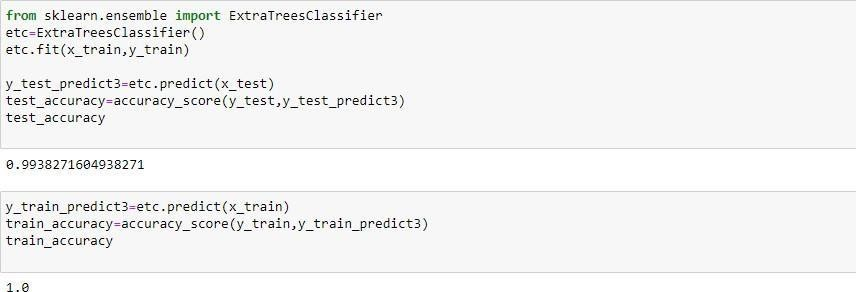 from sklearn.ensemble import ExtraTreesClassifier
etc=ExtraTreesClassifier()
etc.fit(x_train,y_train)
y_test_predict3=etc.predict(x_test)
test_accuracy=accuracy_score(y_test,y_test_predict3)
test_accuracy
0.9938271604938271
y_train_predict3=etc.predict(x_train)
train_accuracy=accuracy_score(y_train,y_train_predict3)
train_accuracy
1.0